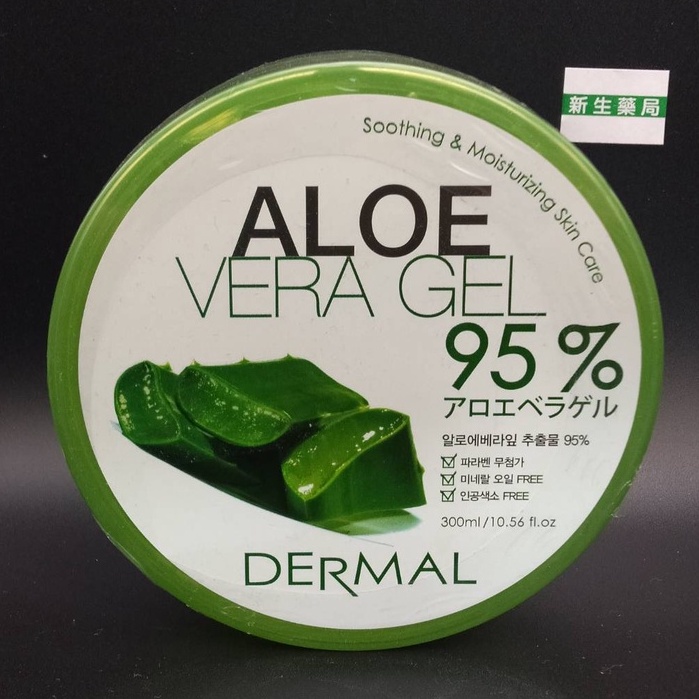 新生藥局
Soothing & Moisturizing Skin Care
ALOE
VERA GEL
95%
アロエベラゲル
알로에베라잎 추출물 95%
파라벤 무첨가
미네랄 오일 FREE
인공색소 FREE
300ml/10.56 fl.oz
DERMAL